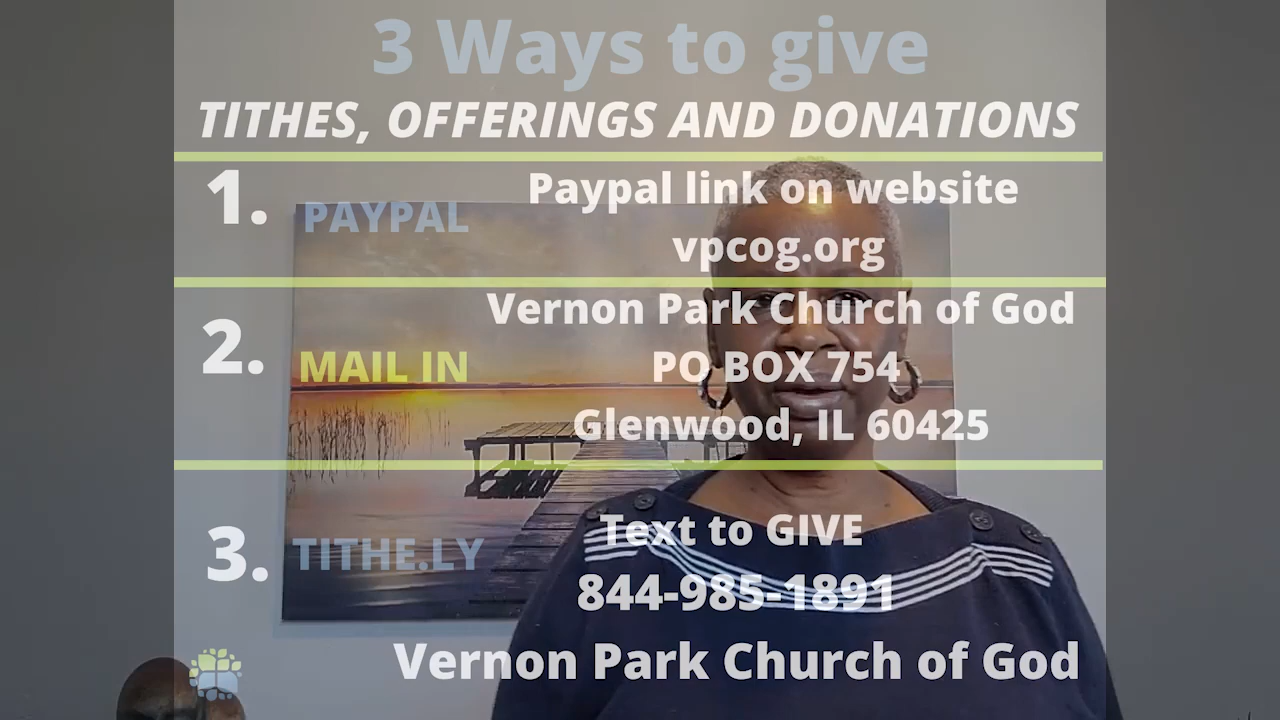 3 Ways to give
TITHES, OFFERINGS AND DONATIONS
1. PAYPAL
Paypal link on website
vpcog.org
2. MAIL IN
Vernon Park Church of God
PO BOX 754
Glenwood, IL 60425
3. TITHE.LY
Text to GIVE
844-985-1891
Vernon Park Church of God